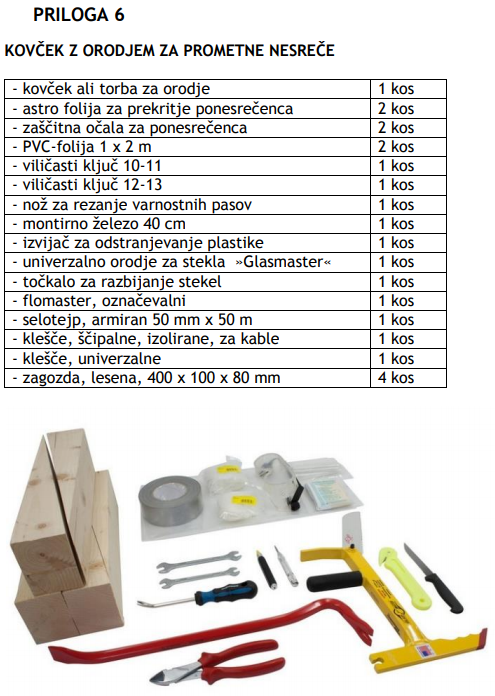 PRILOGA 6
KOVČEK Z ORODJEM ZA PROMETNE NESREČE
- kovček ali torba za orodje 1 kos
- astro folija za prekritje ponesrečenca 2 kos
- zaščitna očala za ponesrečenca 2 kos
- PVC-folija 1 x 2 m 2 kos
- viličasti ključ 10-11 1 kos
- viličasti ključ 12-13 1 kos
- nož za rezanje varnostnih pasov 1 kos
- montirno železo 40 cm 1 kos
- izvijač za odstranjevanje plastike 1 kos
- univerzalno orodje za stekla »Glasmaster« 1 kos
- točkalo za razbijanje stekel 1 kos
- flomaster, označevalni 1 kos
- selotejp, armiran 50 mm x 50 m 1 kos
- klešče, ščipalne, izolirane, za kable 1 kos
- klešče, univerzalne 1 kos
- zagozda, lesena, 400 x 100 x 80 mm 4 kos